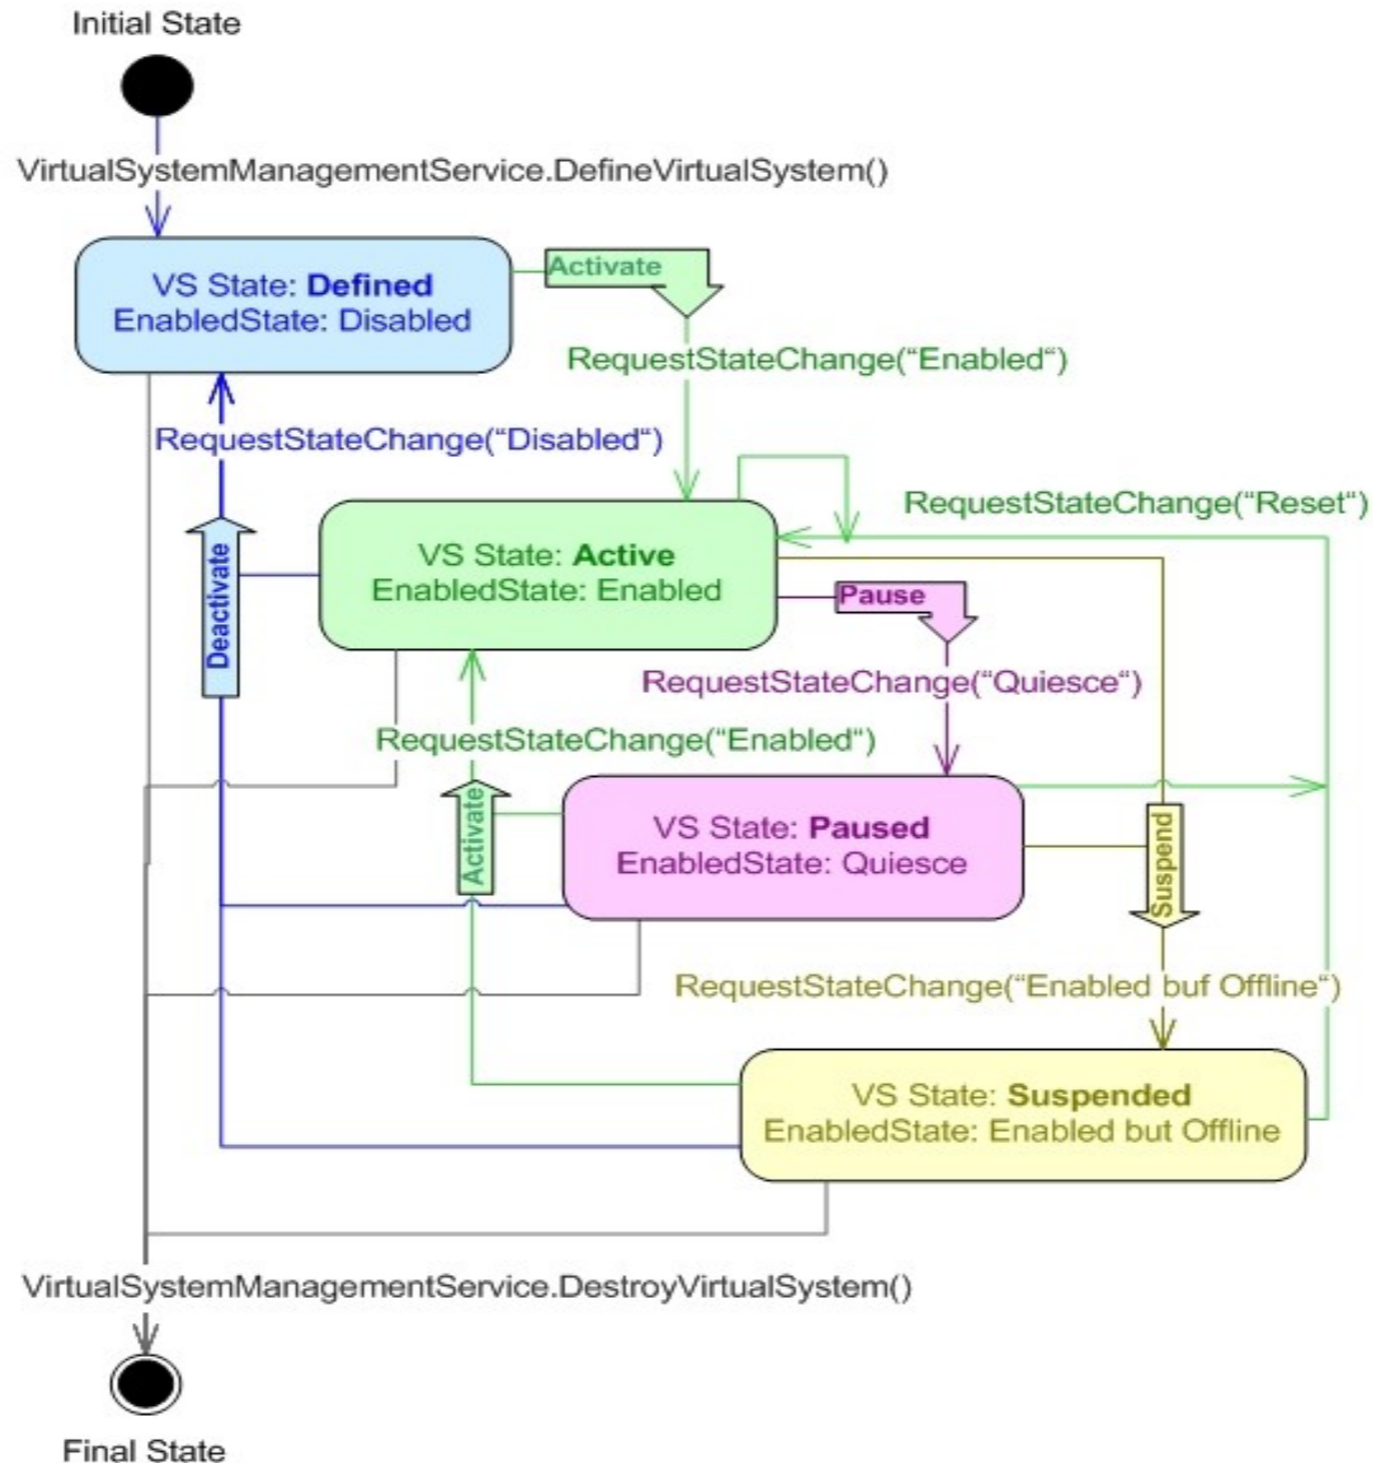 Initial State
VirtualSystemManagementService.DefineVirtualSystem()
VS State: Defined
EnabledState: Disabled
Activate
RequestStateChange("Enabled“)
RequestStateChange(“Disabled“)
RequestStateChange(“Reset“)
VS State: Active
EnabledState: Enabled
Deactivate
Pause
RequestStateChange(“Quiesce“)
RequestStateChange(“Enabled“)
Activate
VS State: Paused
EnabledState: Quiesce
Suspend
RequestStateChange(“Enabled buf Offline“)
VS State: Suspended
EnabledState: Enabled but Offline
VirtualSystemManagementService.DestroyVirtualSystem()
Final State